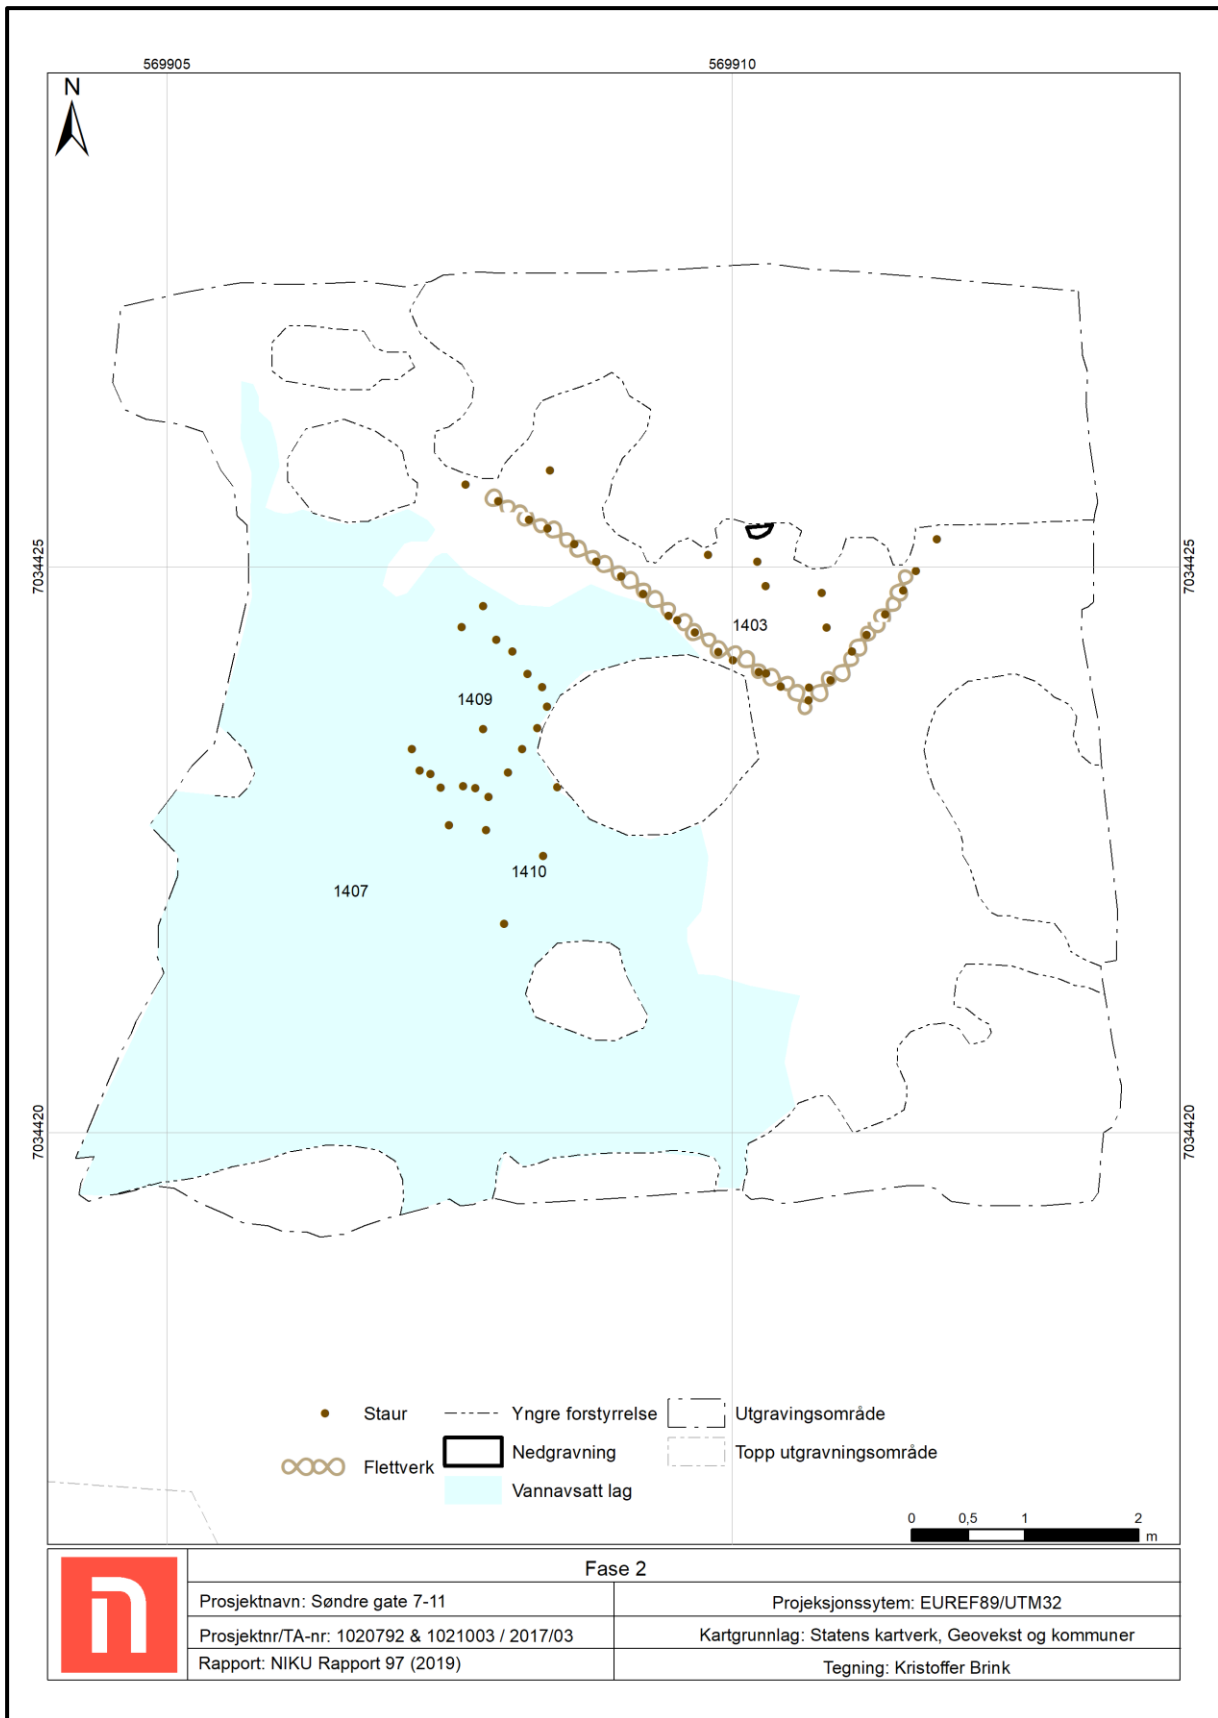 569905 569910
N
7034425 7034425
1403
1409
1410
1407
7034420 7034420
Staur Yngre forstyrrelse Utgravingsområde
Nedgravning Topp utgravningsområde
Flettverk
Vannavsatt lag
0 0,5 1 2
m
Fase 2
Prosjektnavn: Søndre gate 7-11 Projeksjonssytem: EUREF89/UTM32
Prosjektnr/TA-nr: 1020792 & 1021003 / 2017/03 Kartgrunnlag: Statens kartverk, Geovekst og kommuner
Rapport: NIKU Rapport 97 (2019) Tegning: Kristoffer Brink